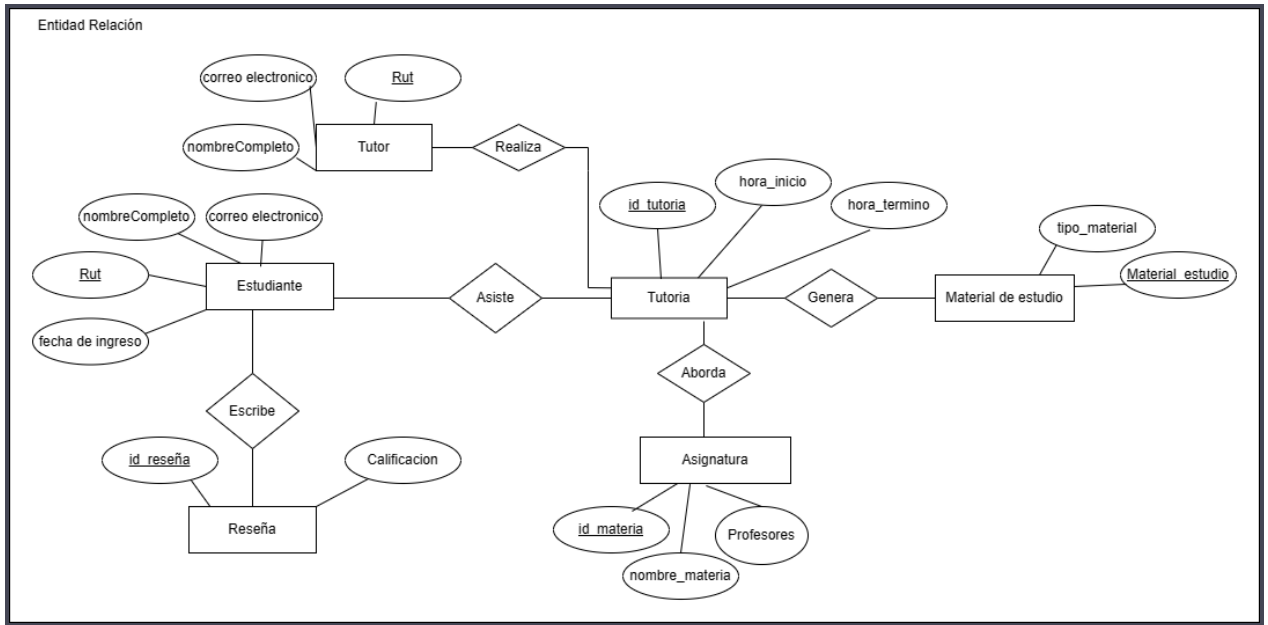 Entidad Relación
correo electronico
Rut
nombreCompleto
Tutor
Realiza
nombreCompleto
correo electronico
Rut
Estudiante
fecha de ingreso
Asiste
id_tutoria
hora_inicio
hora_termino
Tutoria
Genera
tipo_material
Material_estudio
Material de estudio
Aborda
Escribe
id_reseña
Calificacion
Reseña
Asignatura
id_materia
nombre_materia
Profesores